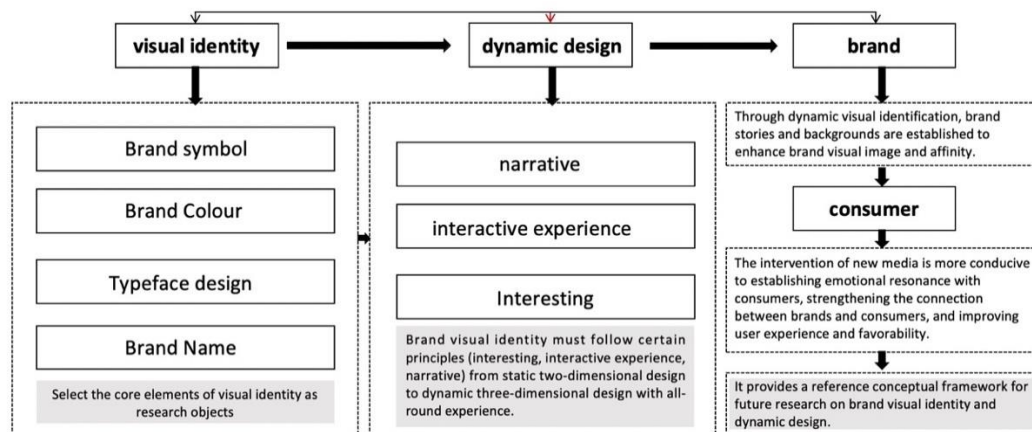 visual identity
dynamic design
brand
Brand symbol
Brand Colour
Typeface design
Brand Name
Select the core elements of visual identity as
research objects
narrative
interactive experience
Interesting
Brand visual identity must follow certain
principles (interesting, interactive experience,
narrative) from static two-dimensional design
to dynamic three-dimensional design with all-
round experience.
Through dynamic visual identification, brand
stories and backgrounds are established to
enhance brand visual image and affinity.
consumer
The intervention of new media is more conducive
to establishing emotional resonance with
consumers, strengthening the connection
between brands and consumers, and improving
user experience and favorability.
It provides a reference conceptual framework for
future research on brand visual identity and
dynamic design.